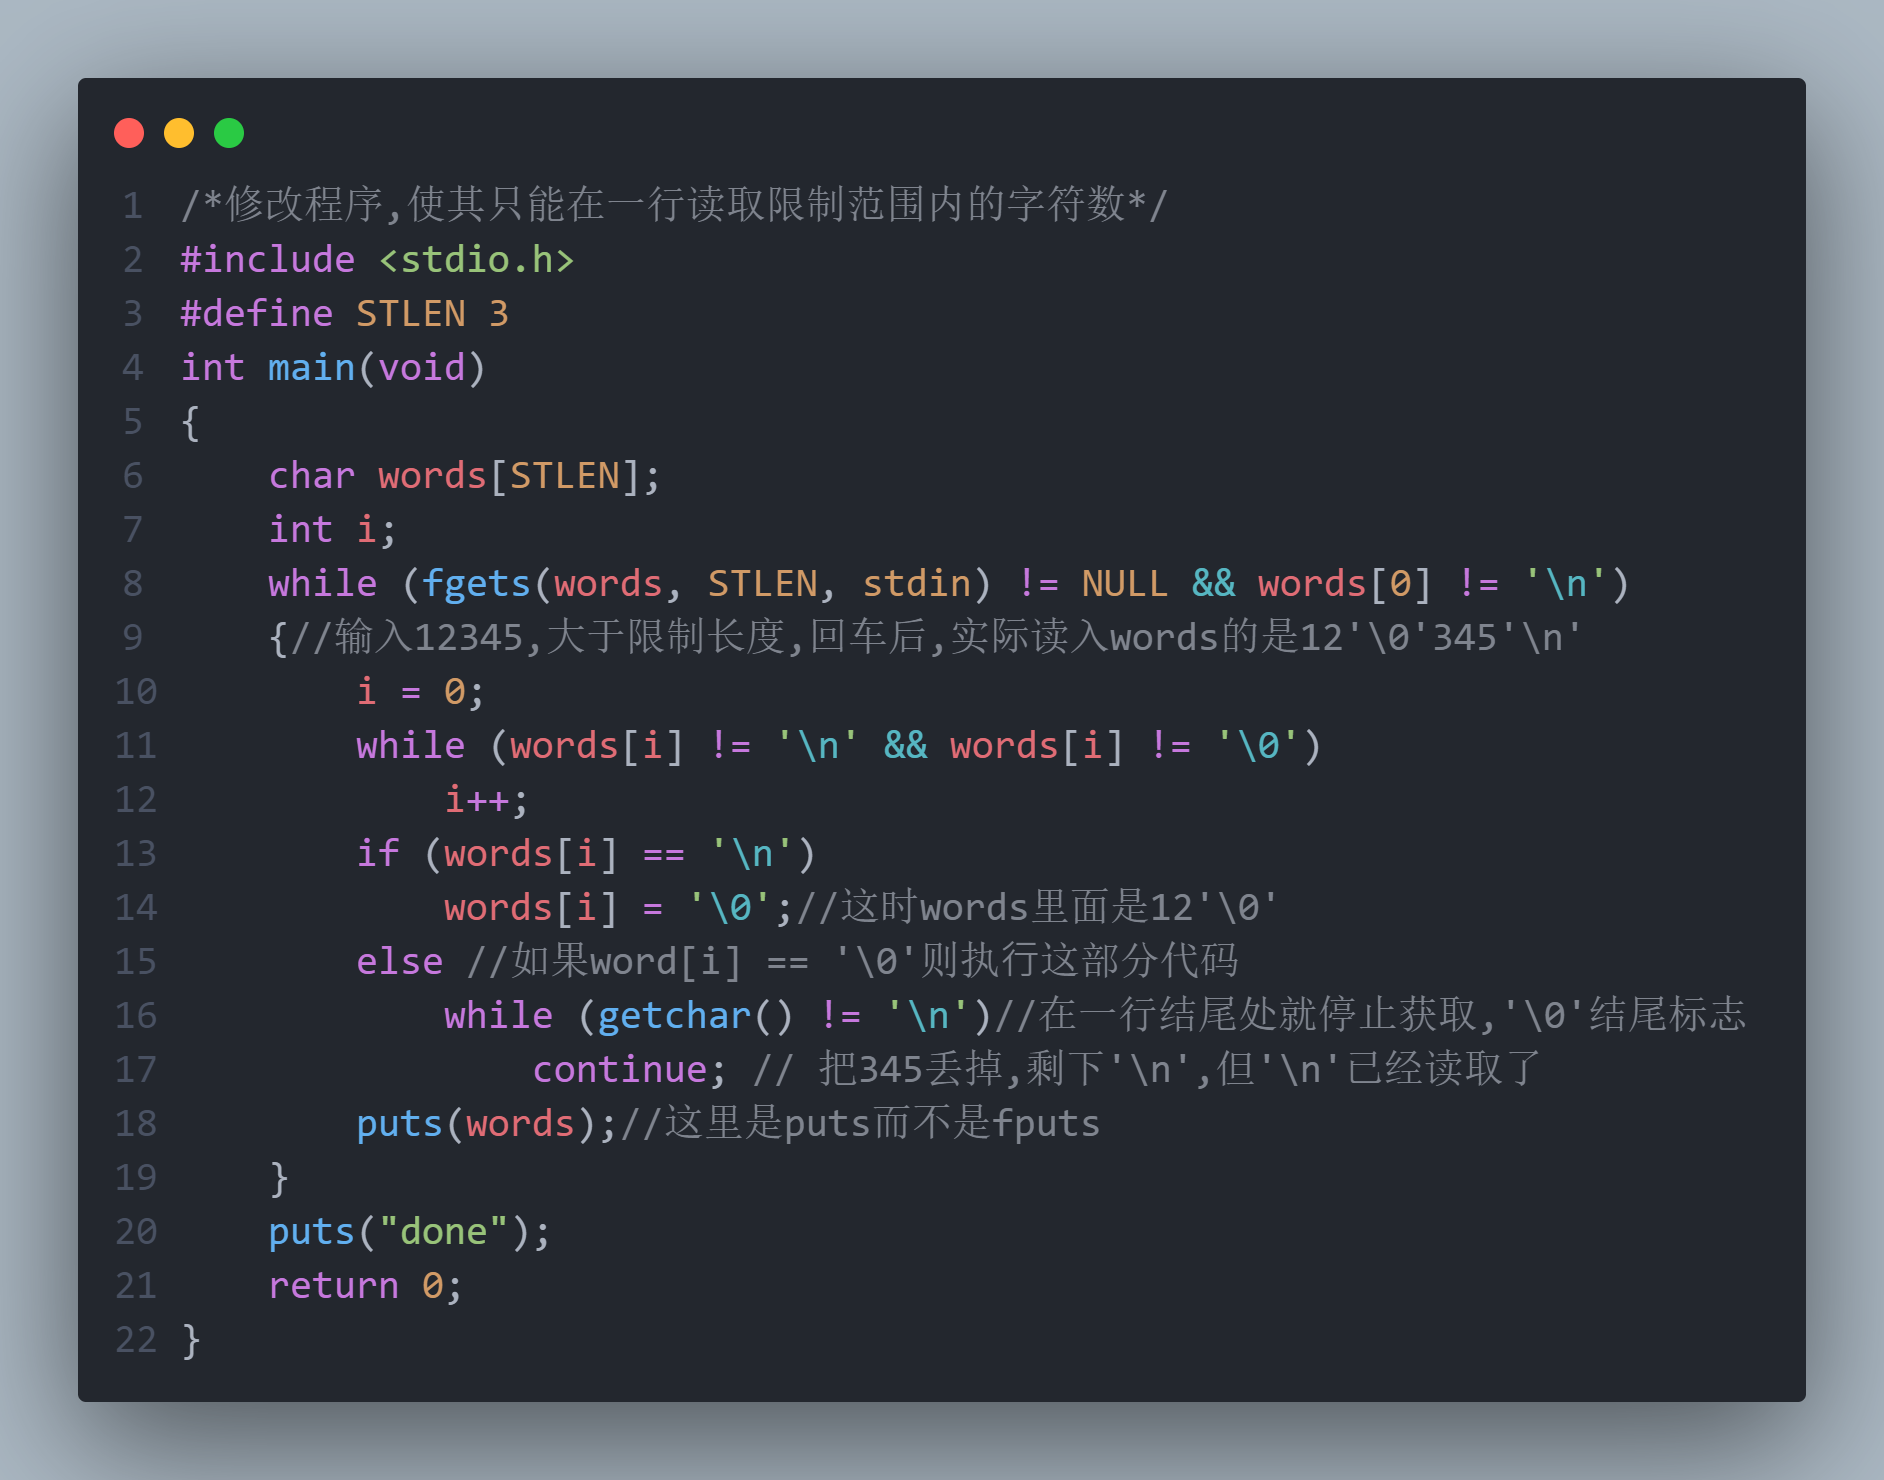 1 /*修改程序,使其只能在一行读取限制范围内的字符数*/
2 #include <stdio.h>
3 #define STLEN 3
4 int main(void)
5 {
6     char words[STLEN];
7     int i;
8     while (fgets(words, STLEN, stdin) != NULL && words[0] != '\n')
9     {//输入12345,大于限制长度,回车后,实际读入words的是12'\0'345'\n'
10         i = 0;
11         while (words[i] != '\n' && words[i] != '\0')
12             i++;
13         if (words[i] == '\n')
14             words[i] = '\0';//这时words里面是12'\0'
15         else //如果word[i] == '\0'则执行这部分代码
16             while (getchar() != '\n')//在一行结尾处就停止获取,'\0'结尾标志
17                 continue; // 把345丢掉,剩下'\n',但'\n'已经读取了
18         puts(words);//这里是puts而不是fputs
19     }
20     puts("done");
21     return 0;
22 }